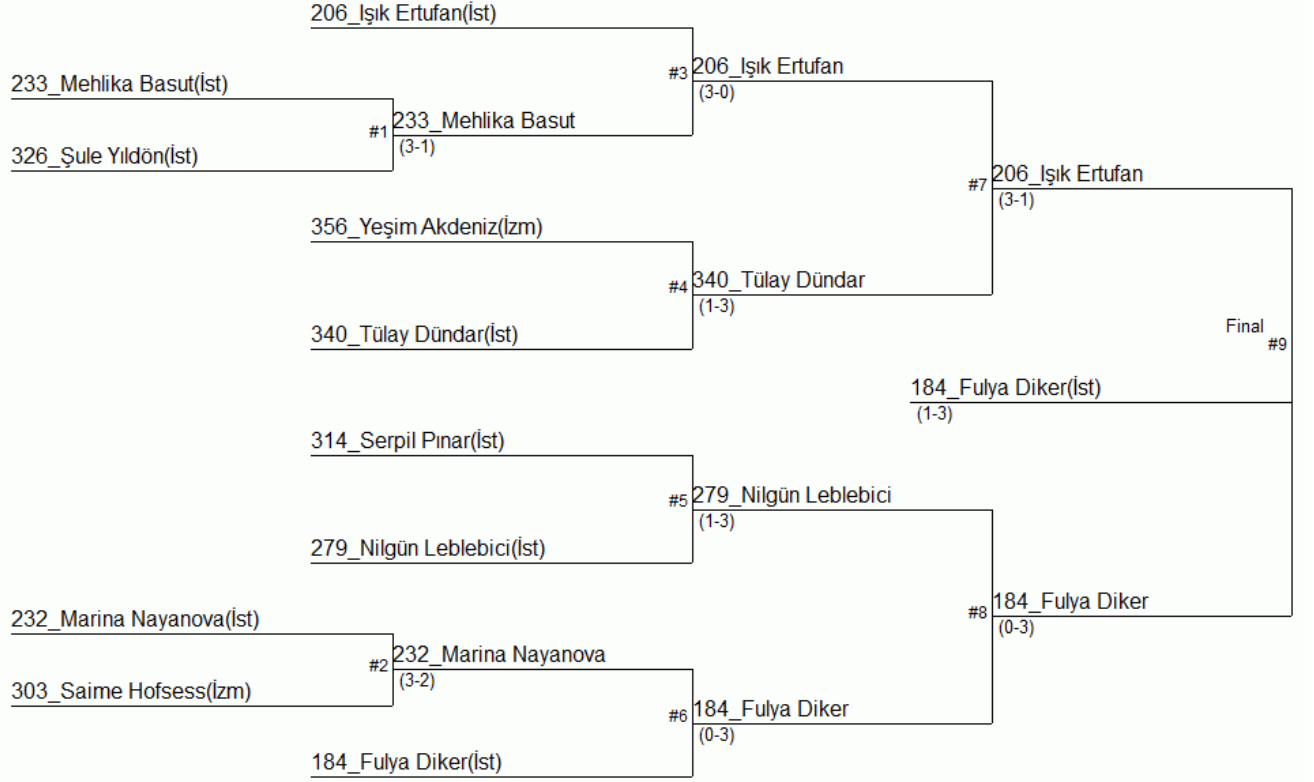 206_Işık Ertufan(İst)
#3
206_Işık Ertufan
(3-0)
233_Mehlika Basut(İst)
#1
233_Mehlika Basut
(3-1)
326_Şule Yıldön(İst)
#7
206_Işık Ertufan
(3-1)
356_Yeşim Akdeniz(İzm)
#4
340_Tülay Dündar
(1-3)
340_Tülay Dündar(İst)
Final
#9
184_Fulya Diker(İst)
(1-3)
314_Serpil Pınar(İst)
#5
279_Nilgün Leblebici
(1-3)
279_Nilgün Leblebici(İst)
#8
184_Fulya Diker
(0-3)
232_Marina Nayanova(İst)
#2
232_Marina Nayanova
(3-2)
303_Saime Hofsess(İzm)
#6
184_Fulya Diker
(0-3)
184_Fulya Diker(İst)